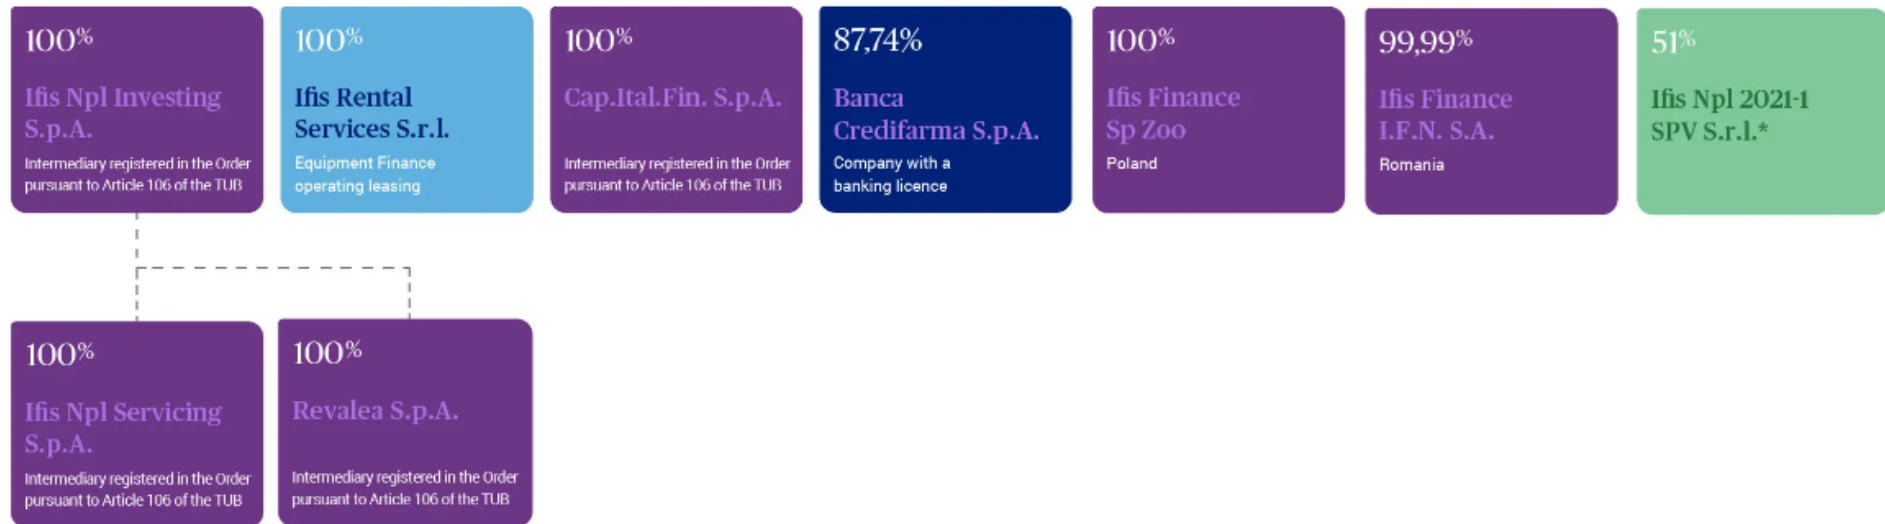 100%
Ifis Npl Investing
S.p.A.
Intermediary registered in the Order
pursuant to Article 106 of the TUB
100%
Ifis Rental
Services S.r.l.
Equipment Finance
operating leasing
100%
Cap.Ital.Fin. S.p.A.
Intermediary registered in the Order
pursuant to Article 106 of the TUB
87,74%
Banca
Credifarma S.p.A.
Company with a
banking licence
100%
Ifis Finance
Sp Zoo
Poland
99,99%
Ifis Finance
I.F.N. S.A.
Romania
51%
Ifis Npl 2021-1
SPV S.r.l.*
100%
Ifis Npl Servicing
S.p.A.
Intermediary registered in the Order
pursuant to Article 106 of the TUB
100%
Revalea S.p.A.
Intermediary registered in the Order
pursuant to Article 106 of the TUB